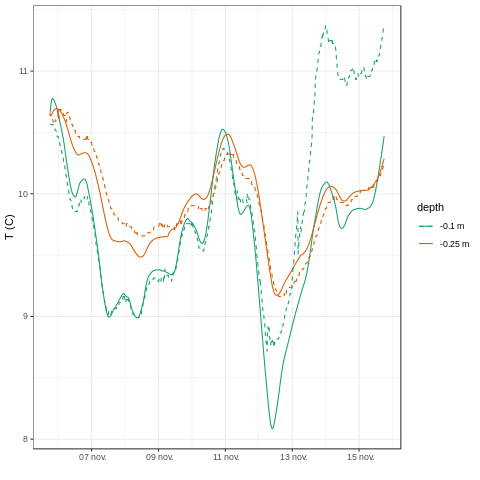 T (C)
11
10
9
8
07 nov.
09 nov.
11 nov.
13 nov.
15 nov.
depth
-0.1 m
-0.25 m